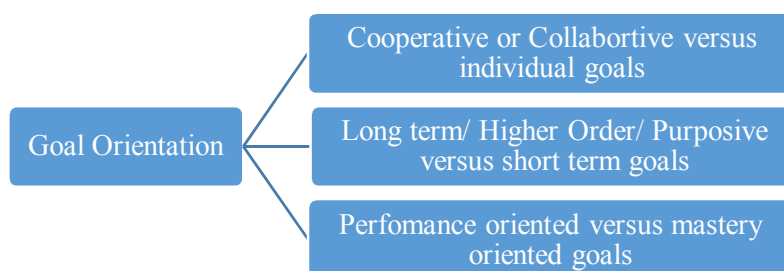 Goal Orientation
Cooperative or Collabortive versus
individual goals
Long term/ Higher Order/ Purposive
versus short term goals
Perfomance oriented versus mastery
oriented goals